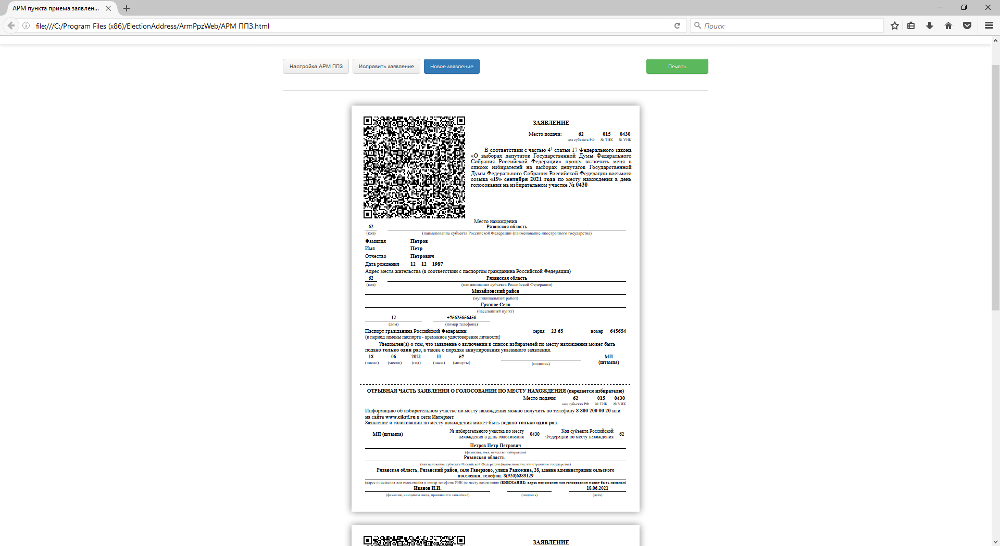 АРМ пункта приема заявлен...
file:///C:/Program Files (x86)/ElectionAddress/ArmPpzWeb/АРМ ППЗ.html
Поиск
Настройка АРМ ППЗ
Исправить заявление
Новое заявление
Печать
ЗАЯВЛЕНИЕ
Место подачи: 62 015 0430
код субъекта РФ № ТИК № УИК
В соответствии с частью 4¹ статьи 17 Федерального закона
«О выборах депутатов Государственной Думы Федерального
Собрания Российской Федерации» прошу включить меня в
список избирателей на выборах депутатов Государственной
Думы Федерального Собрания Российской Федерации восьмого
созыва «19» сентября 2021 года по месту нахождения в день
голосования на избирательном участке № 0430
Место нахождения
62 Рязанская область
(код) (наименование субъекта Российской Федерации (наименование иностранного государства)
Фамилия Петров
Имя Петр
Отчество Петрович
Дата рождения 12 12 1987
Адрес места жительства (в соответствии с паспортом гражданина Российской Федерации)
62 Рязанская область
(код) (наименование субъекта Российской Федерации)
Михайловский район
(муниципальный район)
Грязное Село
(населенный пункт)
12 +75625656456
(дом) (номер телефона)
Паспорт гражданина Российской Федерации серия 23 65 номер 645654
(в период замены паспорта - временное удостоверение личности)
Уведомлен(а) о том, что заявление о включении в список избирателей по месту нахождения может быть
подано только один раз, а также о порядке аннулирования указанного заявления.
18 06 2021 11 57 МП
(число) (месяц) (год) (часы) (минуты) (подпись) (штампа)
ОТРЫВНАЯ ЧАСТЬ ЗАЯВЛЕНИЯ О ГОЛОСОВАНИИ ПО МЕСТУ НАХОЖДЕНИЯ (передается избирателю)
Место подачи: 62 015 0430
код субъекта РФ № ТИК № УИК
Информацию об избирательном участке по месту нахождения можно получить по телефону 8 800 200 00 20 или
на сайте www.cikrf.ru в сети Интернет.
Заявление о голосовании по месту нахождения может быть подано только один раз.
МП (штампа) № избирательного участка по месту нахождения в день голосования 0430 Код субъекта Российской Федерации по месту нахождения 62
Петров Петр Петрович
(фамилия, имя, отчество избирателя)
Рязанская область
(наименование субъекта Российской Федерации (наименование иностранного государства)
Рязанская область, Рязанский район, село Гавердово, улица Радюкина, 28, здание администрации сельского
поселения, телефон: 8(920)6389129
(адрес помещения для голосования и номер телефона УИК по месту нахождения (ВНИМАНИЕ: адрес помещения для голосования может быть изменен)
Иванов И.И. 18.06.2021
(фамилия, инициалы лица, принявшего заявление) (подпись) (дата)
ЗАЯВЛЕНИЕ